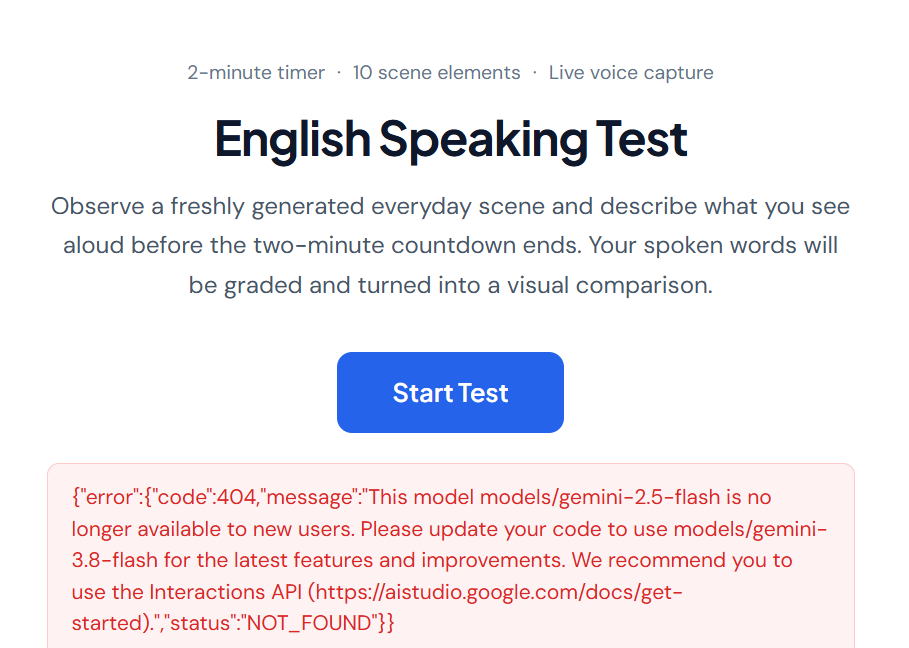 2-minute timer · 10 scene elements · Live voice capture
English Speaking Test
Observe a freshly generated everyday scene and describe what you see
aloud before the two-minute countdown ends. Your spoken words will
be graded and turned into a visual comparison.
Start Test
{"error":{"code":404,"message":"This model models/gemini-2.5-flash is no
longer available to new users. Please update your code to use models/gemini-
3.8-flash for the latest features and improvements. We recommend you to
use the Interactions API (https://aistudio.google.com/docs/get-
started).","status":"NOT_FOUND"}}